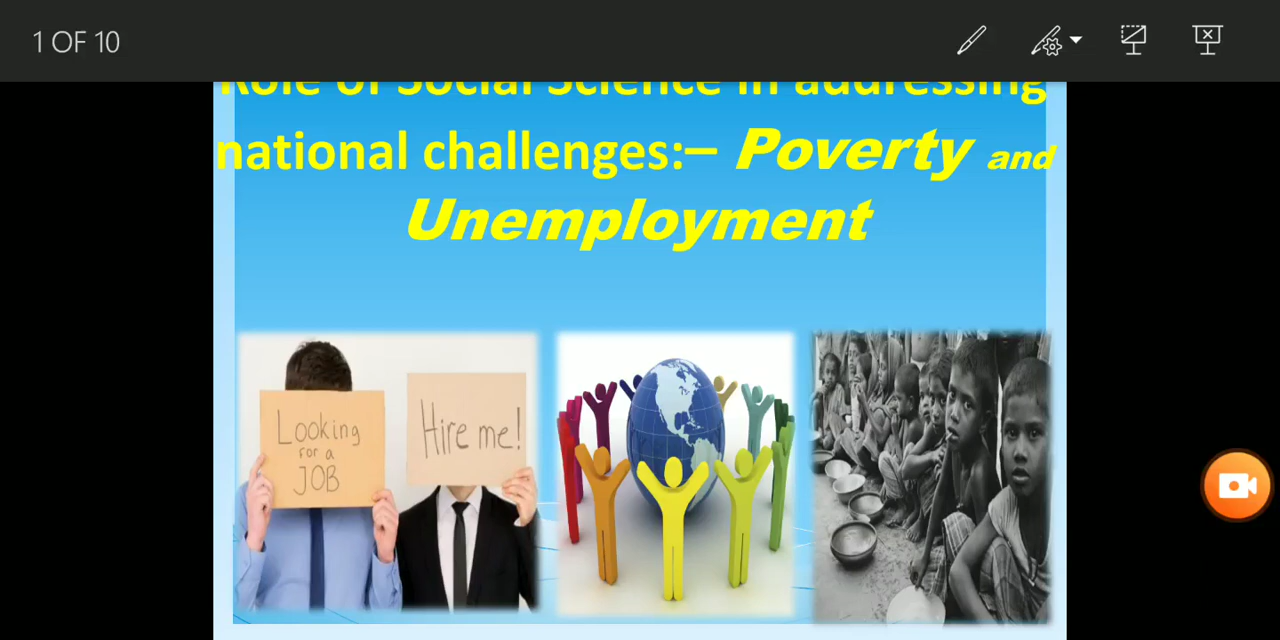 1 OF 10
Role of Social Science in addressing
national challenges:– Poverty and
Unemployment
Looking
for a
JOB
Hire me!